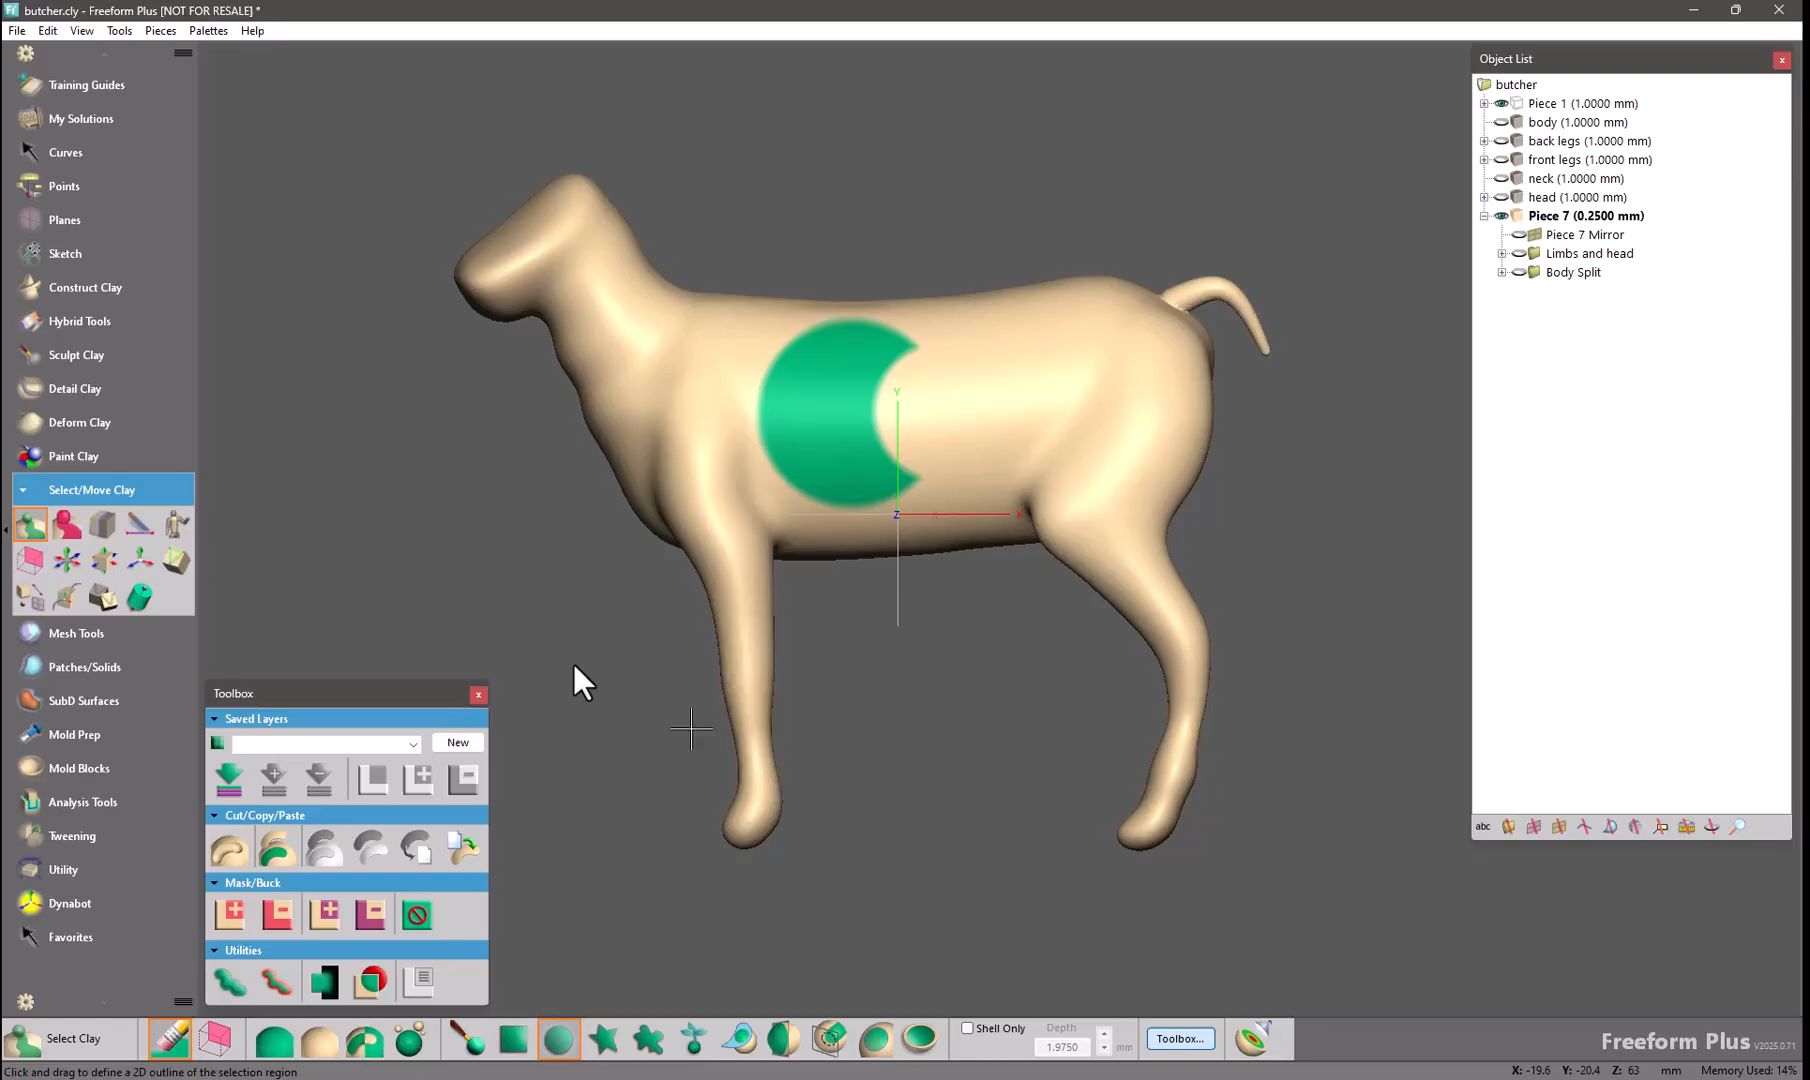 butcher.cly - Freeform Plus [NOT FOR RESALE] *
File Edit View Tools Pieces Palettes Help
Training Guides
My Solutions
Curves
Points
Planes
Sketch
Construct Clay
Hybrid Tools
Sculpt Clay
Detail Clay
Deform Clay
Paint Clay
Select/Move Clay
Mesh Tools
Patches/Solids
SubD Surfaces
Mold Prep
Mold Blocks
Analysis Tools
Tweening
Utility
Dynabot
Favorites
Toolbox
Saved Layers
New
Cut/Copy/Paste
Mask/Buck
Utilities
Y
Z
X
Object List
butcher
Piece 1 (1.0000 mm)
body (1.0000 mm)
back legs (1.0000 mm)
front legs (1.0000 mm)
neck (1.0000 mm)
head (1.0000 mm)
Piece 7 (0.2500 mm)
Piece 7 Mirror
Limbs and head
Body Split
abc
Select Clay
Shell Only
Depth
1.9750 mm
Toolbox...
Freeform Plus V2025.0.71
Click and drag to define a 2D outline of the selection region
X: -19.6 Y: -20.4 Z: 63 mm Memory Used: 14%